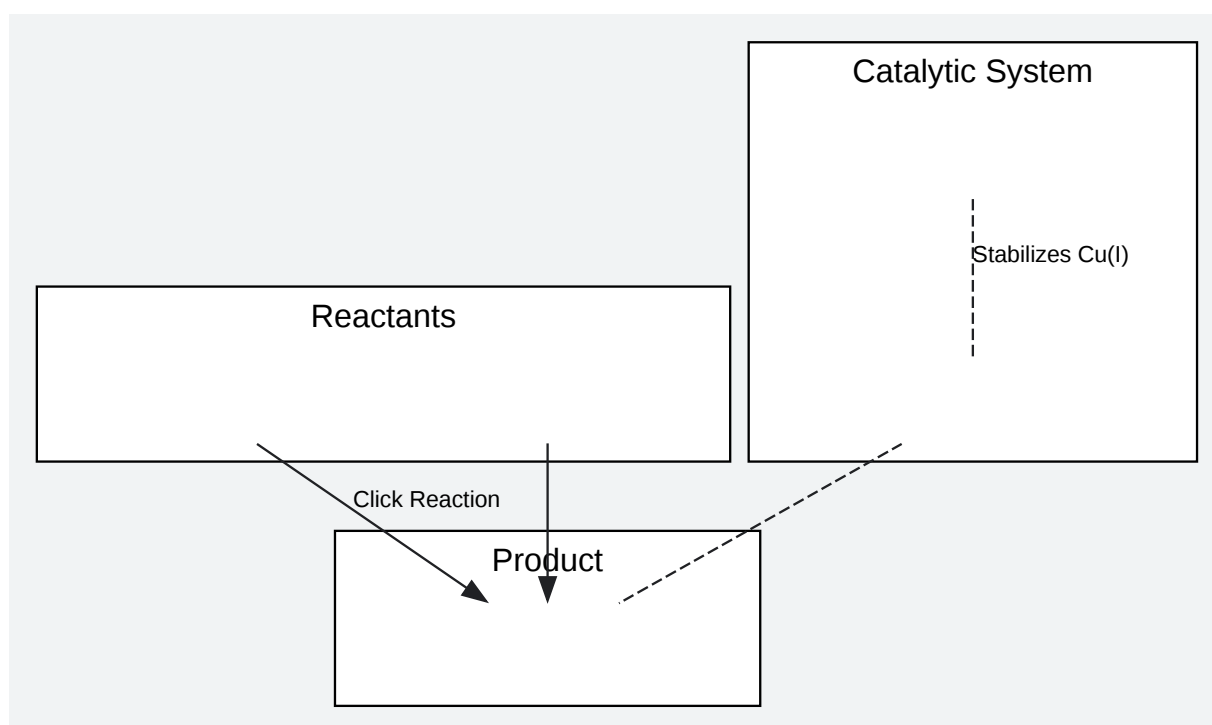 Catalytic System
Stabilizes Cu(I)
Reactants
Click Reaction
Product